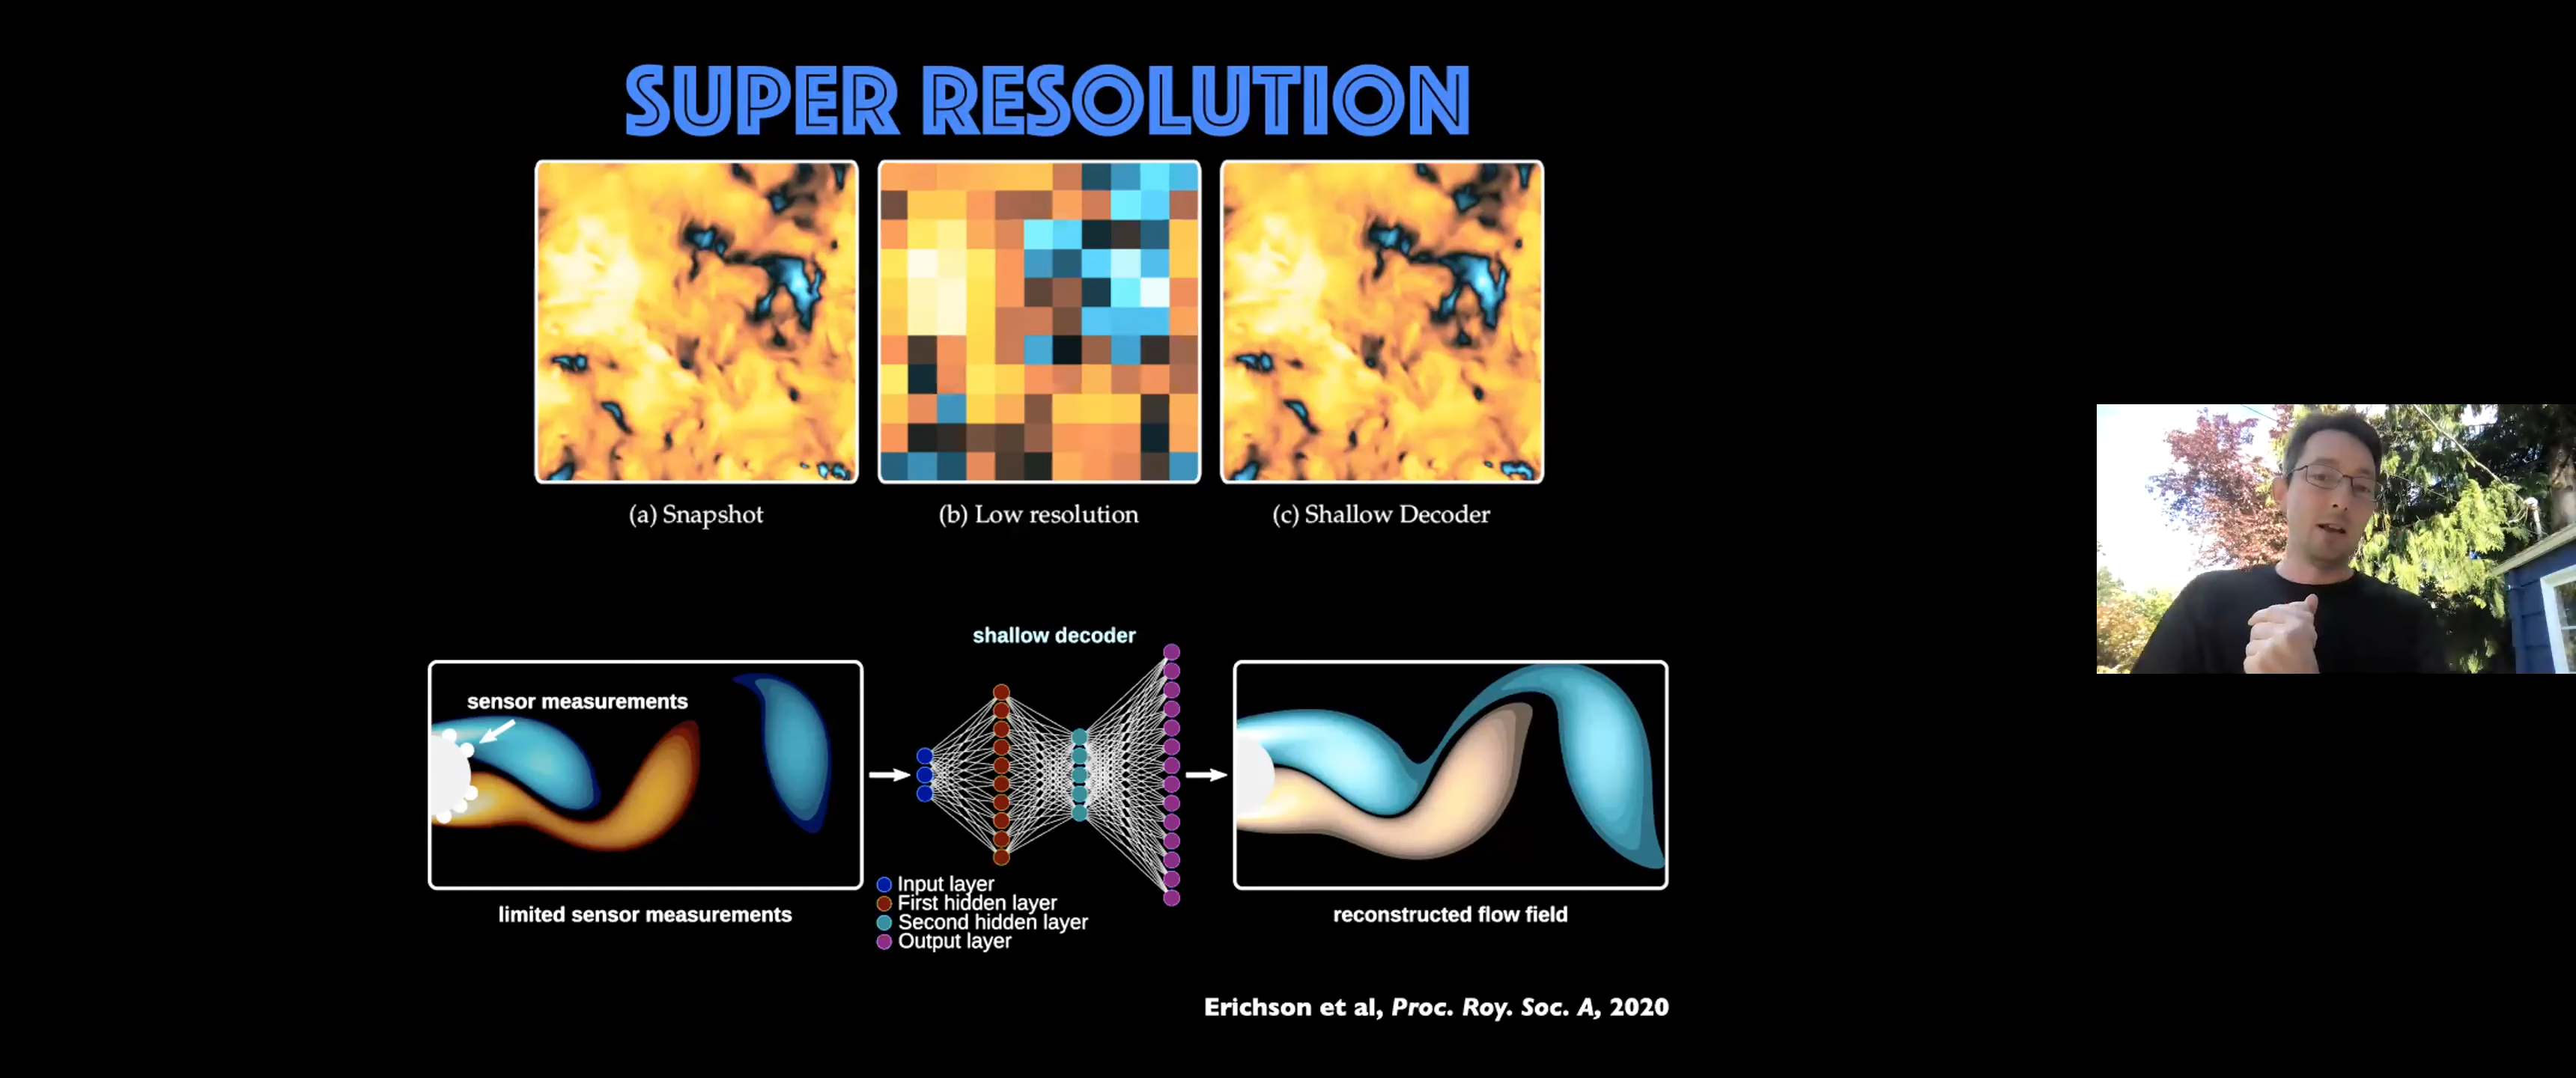 SUPER RESOLUTION
(a) Snapshot
(b) Low resolution
(c) Shallow Decoder
shallow decoder
sensor measurements
Input layer
First hidden layer
Second hidden layer
Output layer
limited sensor measurements
reconstructed flow field
Erichson et al, Proc. Roy. Soc. A, 2020